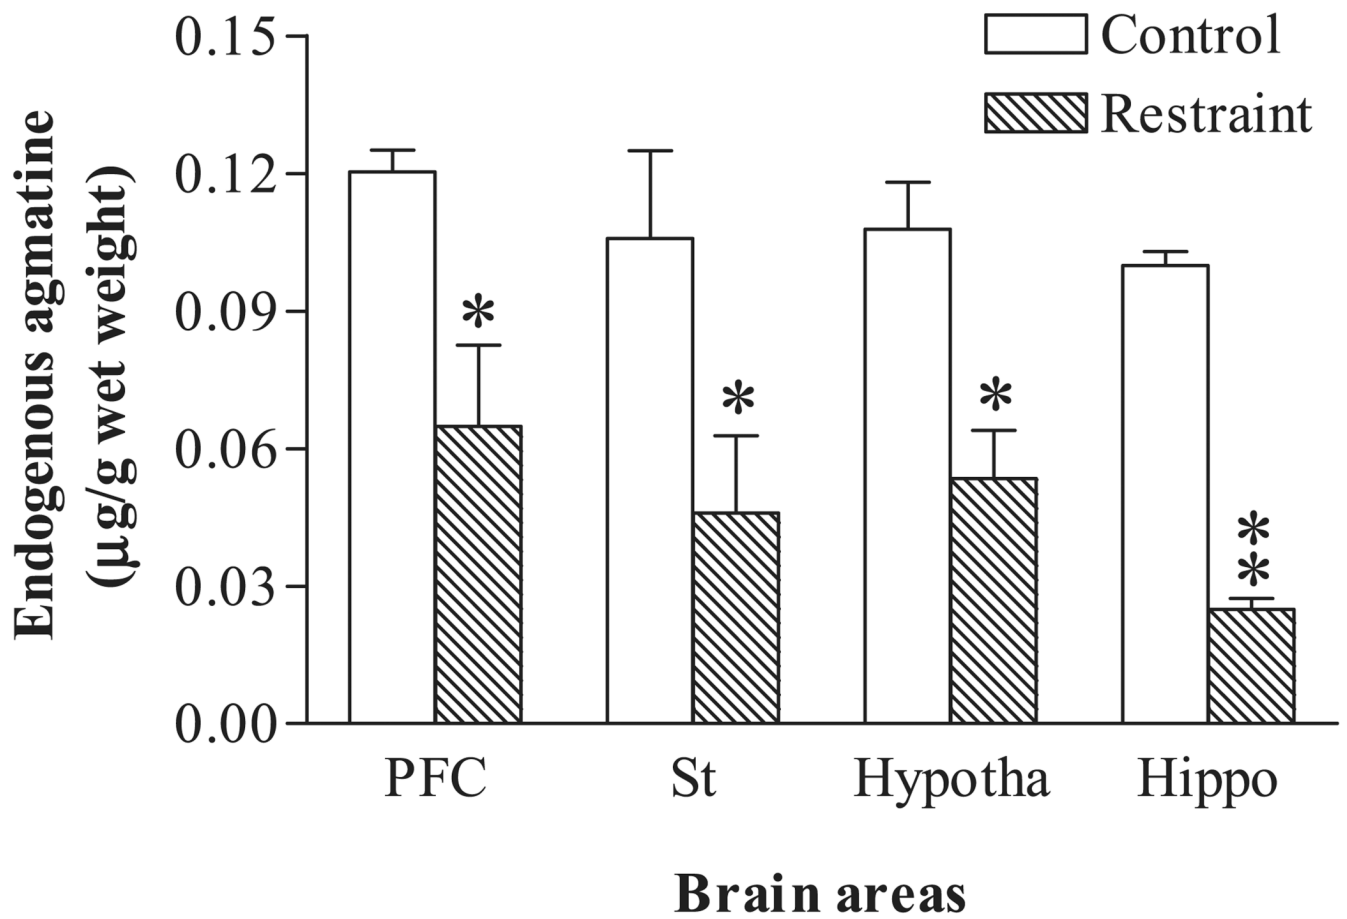 0.15
0.12
0.09
0.06
0.03
0.00
Endogenous agmatine
(μg/g wet weight)
Control
Restraint
*
*
*
*
*
PFC
St
Hypotha
Hippo
Brain areas